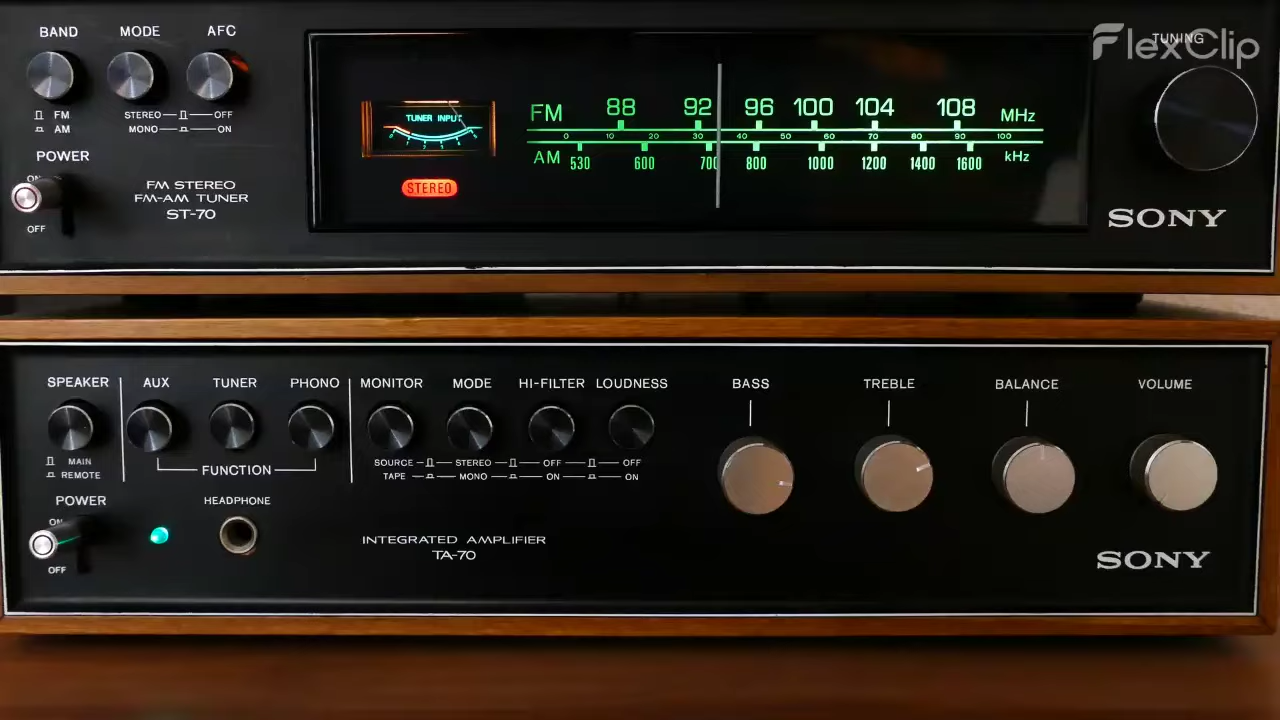 BAND MODE AFC
FlexClip
TUNING
FM STEREO OFF
AM MONO ON
POWER
ON
OFF
FM STEREO
FM-AM TUNER
ST-70
TUNER INPUT
STEREO
FM 88 92 96 100 104 108 MHz
0 10 20 30 40 50 60 70 80 90 100
AM 530 600 700 800 1000 1200 1400 1600 kHz
SONY
SPEAKER AUX TUNER PHONO MONITOR MODE HI-FILTER LOUDNESS BASS TREBLE BALANCE VOLUME
MAIN
REMOTE
FUNCTION
SOURCE STEREO OFF OFF
TAPE MONO ON ON
POWER
ON
OFF
HEADPHONE
INTEGRATED AMPLIFIER
TA-70
SONY